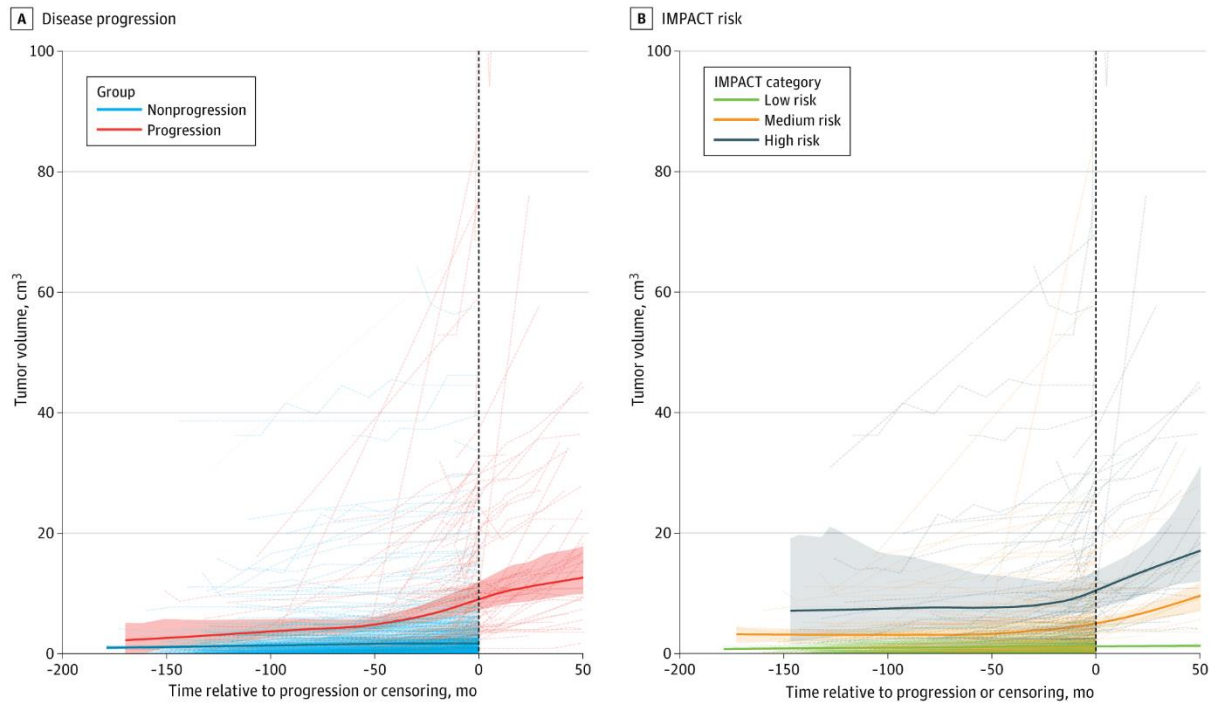 A Disease progression
100
80
60
40
20
0
Tumor volume, cm3
Group
Nonprogression
Progression
-200
-150
-100
-50
0
50
Time relative to progression or censoring, mo
B IMPACT risk
100
80
60
40
20
0
Tumor volume, cm3
IMPACT category
Low risk
Medium risk
High risk
-200
-150
-100
-50
0
50
Time relative to progression or censoring, mo